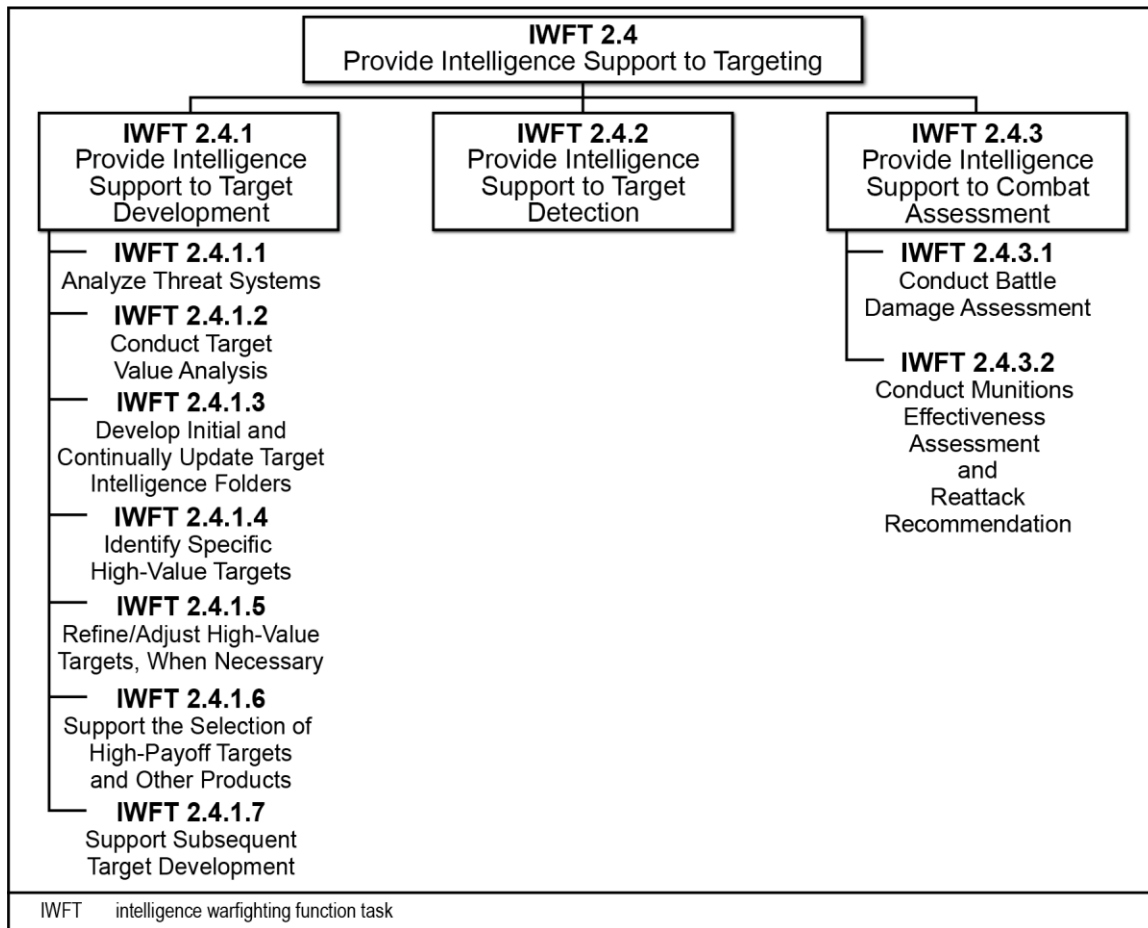 IWFT 2.4
Provide Intelligence Support to Targeting
IWFT 2.4.1
Provide Intelligence
Support to Target
Development
IWFT 2.4.1.1
Analyze Threat Systems
IWFT 2.4.1.2
Conduct Target
Value Analysis
IWFT 2.4.1.3
Develop Initial and
Continually Update Target
Intelligence Folders
IWFT 2.4.1.4
Identify Specific
High-Value Targets
IWFT 2.4.1.5
Refine/Adjust High-Value
Targets, When Necessary
IWFT 2.4.1.6
Support the Selection of
High-Payoff Targets
and Other Products
IWFT 2.4.1.7
Support Subsequent
Target Development
IWFT 2.4.2
Provide Intelligence
Support to Target
Detection
IWFT 2.4.3
Provide Intelligence
Support to Combat
Assessment
IWFT 2.4.3.1
Conduct Battle
Damage Assessment
IWFT 2.4.3.2
Conduct Munitions
Effectiveness
Assessment
and
Reattack
Recommendation
IWFT intelligence warfighting function task